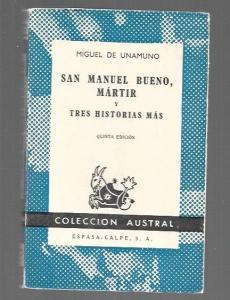 MIGUEL DE UNAMUNO
SAN MANUEL BUENO,
MÁRTIR
Y
TRES HISTORIAS MÁS
QUINTA EDICIÓN
COLECCION AUSTRAL
ESPASA-CALPE, S. A.